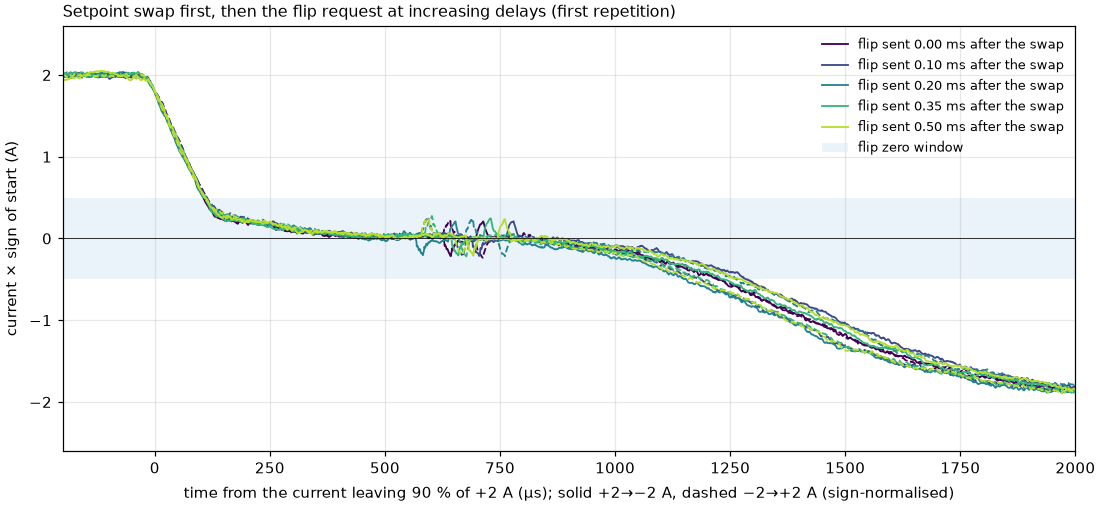 Setpoint swap first, then the flip request at increasing delays (first repetition)
flip sent 0.00 ms after the swap
flip sent 0.10 ms after the swap
flip sent 0.20 ms after the swap
flip sent 0.35 ms after the swap
flip sent 0.50 ms after the swap
flip zero window
current × sign of start (A)
2
1
0
−1
−2
0
250
500
750
1000
1250
1500
1750
2000
time from the current leaving 90 % of +2 A (µs); solid +2→−2 A, dashed −2→+2 A (sign-normalised)